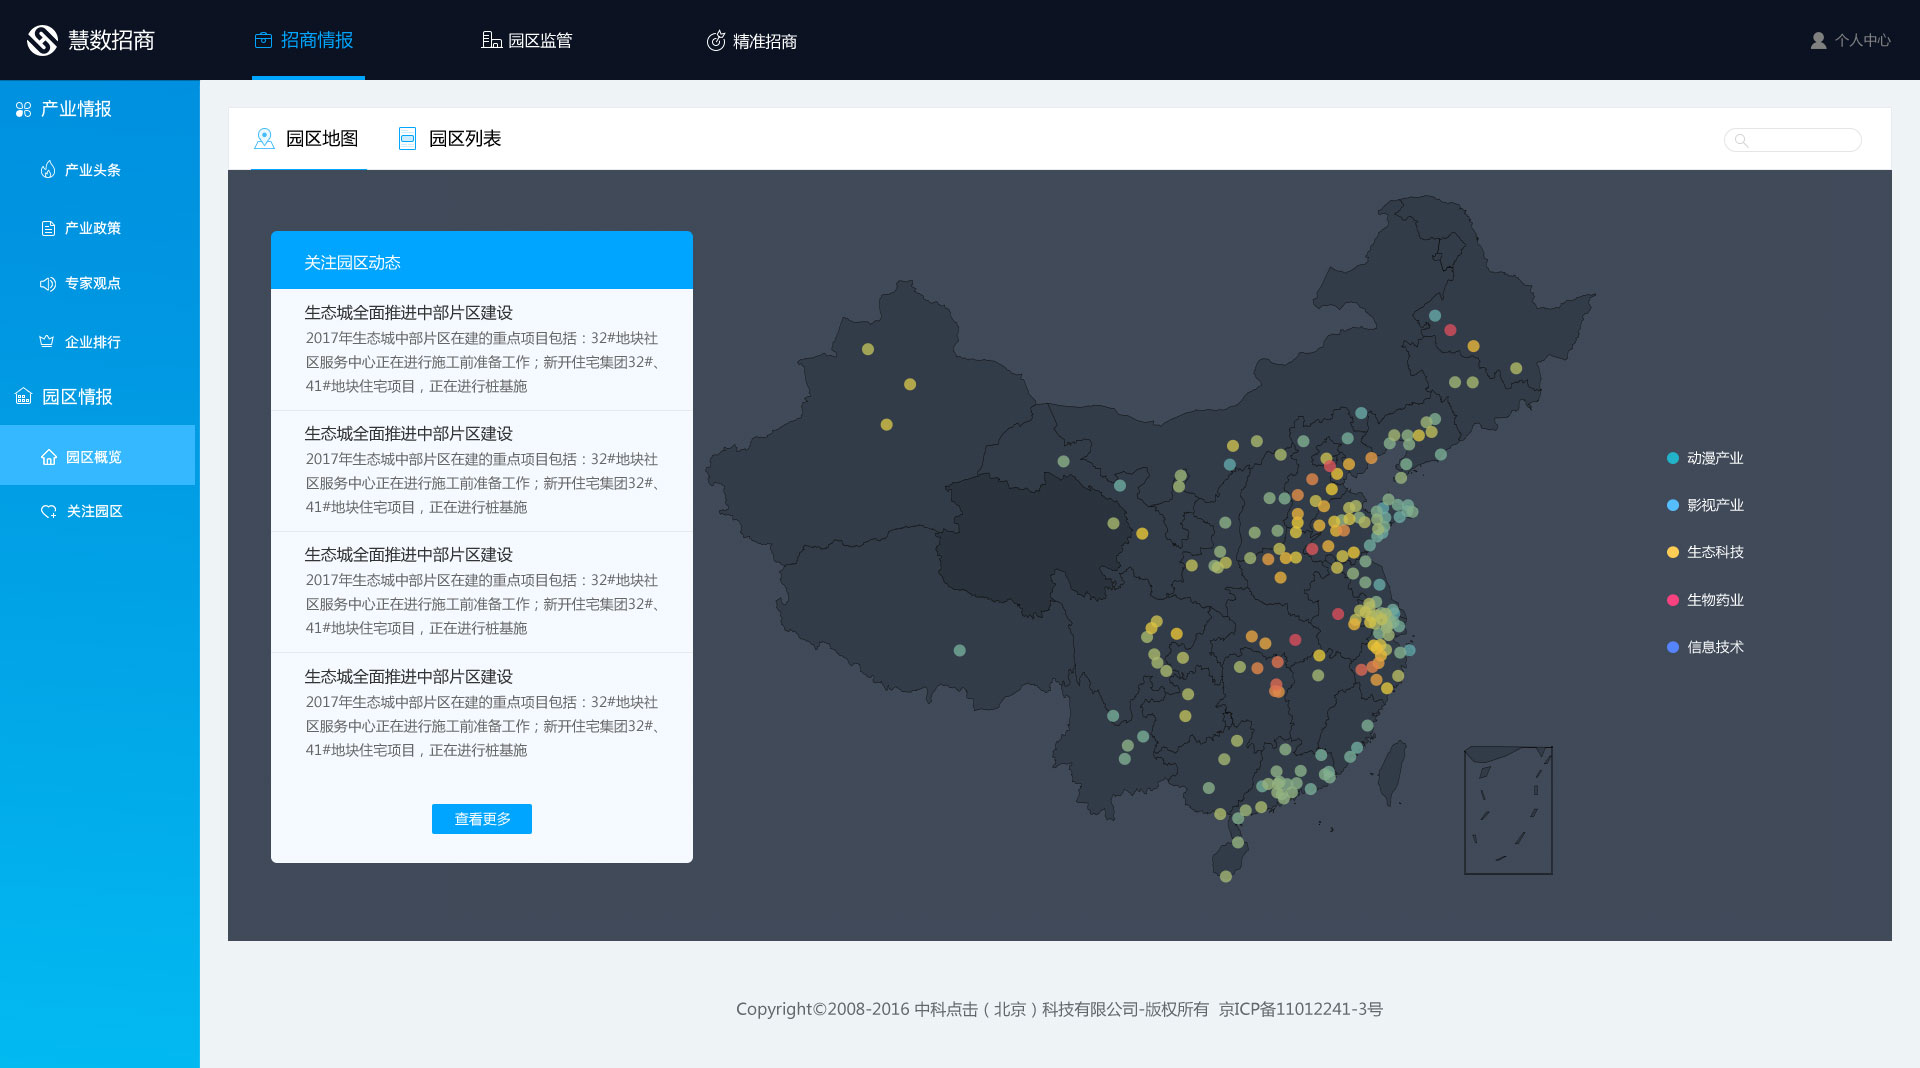 慧数招商
招商情报
园区监管
精准招商
个人中心
产业情报
产业头条
产业政策
专家观点
企业排行
园区情报
园区概览
关注园区
园区地图
园区列表
关注园区动态
生态城全面推进中部片区建设
2017年生态城中部片区在建的重点项目包括：32#地块社
区服务中心正在进行施工前准备工作；新开住宅集团32#、
41#地块住宅项目，正在进行桩基施
生态城全面推进中部片区建设
2017年生态城中部片区在建的重点项目包括：32#地块社
区服务中心正在进行施工前准备工作；新开住宅集团32#、
41#地块住宅项目，正在进行桩基施
生态城全面推进中部片区建设
2017年生态城中部片区在建的重点项目包括：32#地块社
区服务中心正在进行施工前准备工作；新开住宅集团32#、
41#地块住宅项目，正在进行桩基施
生态城全面推进中部片区建设
2017年生态城中部片区在建的重点项目包括：32#地块社
区服务中心正在进行施工前准备工作；新开住宅集团32#、
41#地块住宅项目，正在进行桩基施
查看更多
动漫产业
影视产业
生态科技
生物药业
信息技术
Copyright©2008-2016 中科点击（北京）科技有限公司-版权所有 京ICP备11012241-3号